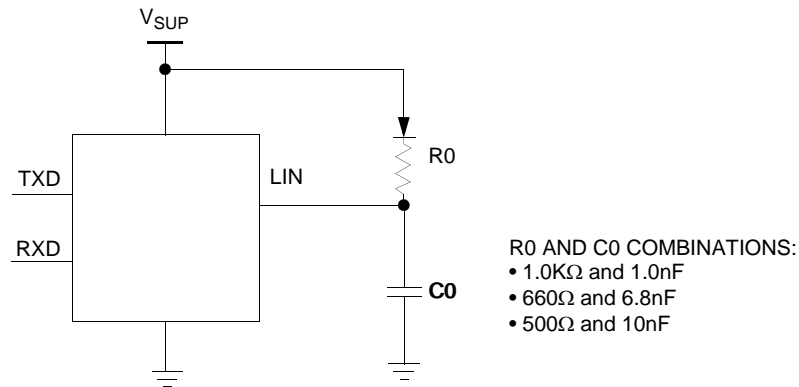 VSUP
R0
TXD
LIN
RXD
C0
R0 AND C0 COMBINATIONS:
• 1.0KΩ and 1.0nF
• 660Ω and 6.8nF
• 500Ω and 10nF